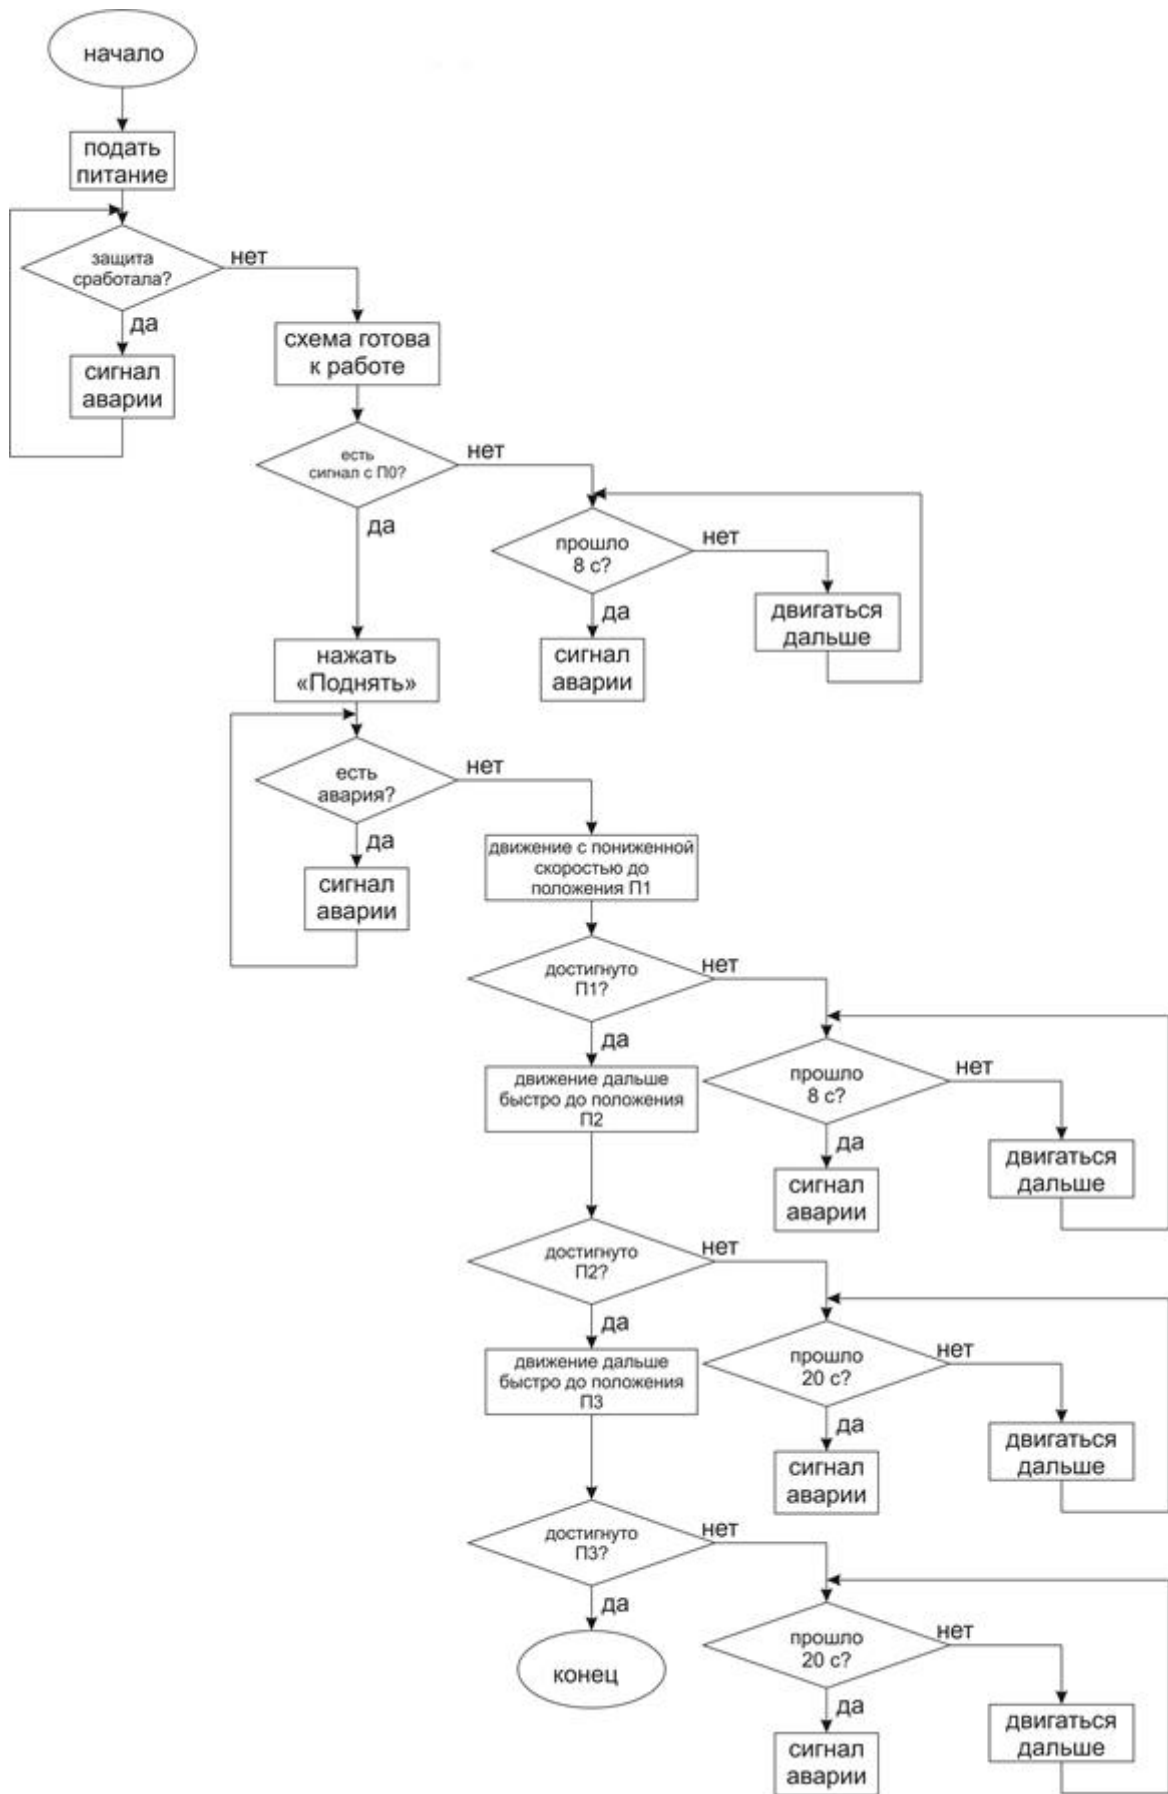 начало
подать
питание
защита
сработала?
нет
да
сигнал
аварии
схема готова
к работе
есть
сигнал с П0?
нет
да
прошло
8 с?
нет
да
двигаться
дальше
сигнал
аварии
нажать
«Поднять»
есть
авария?
нет
да
сигнал
аварии
движение с пониженной
скоростью до
положения П1
достигнуто
П1?
нет
да
прошло
8 с?
нет
да
двигаться
дальше
сигнал
аварии
движение дальше
быстро до положения
П2
достигнуто
П2?
нет
да
прошло
20 с?
нет
да
двигаться
дальше
сигнал
аварии
движение дальше
быстро до положения
П3
достигнуто
П3?
нет
да
конец
прошло
20 с?
нет
да
двигаться
дальше
сигнал
аварии